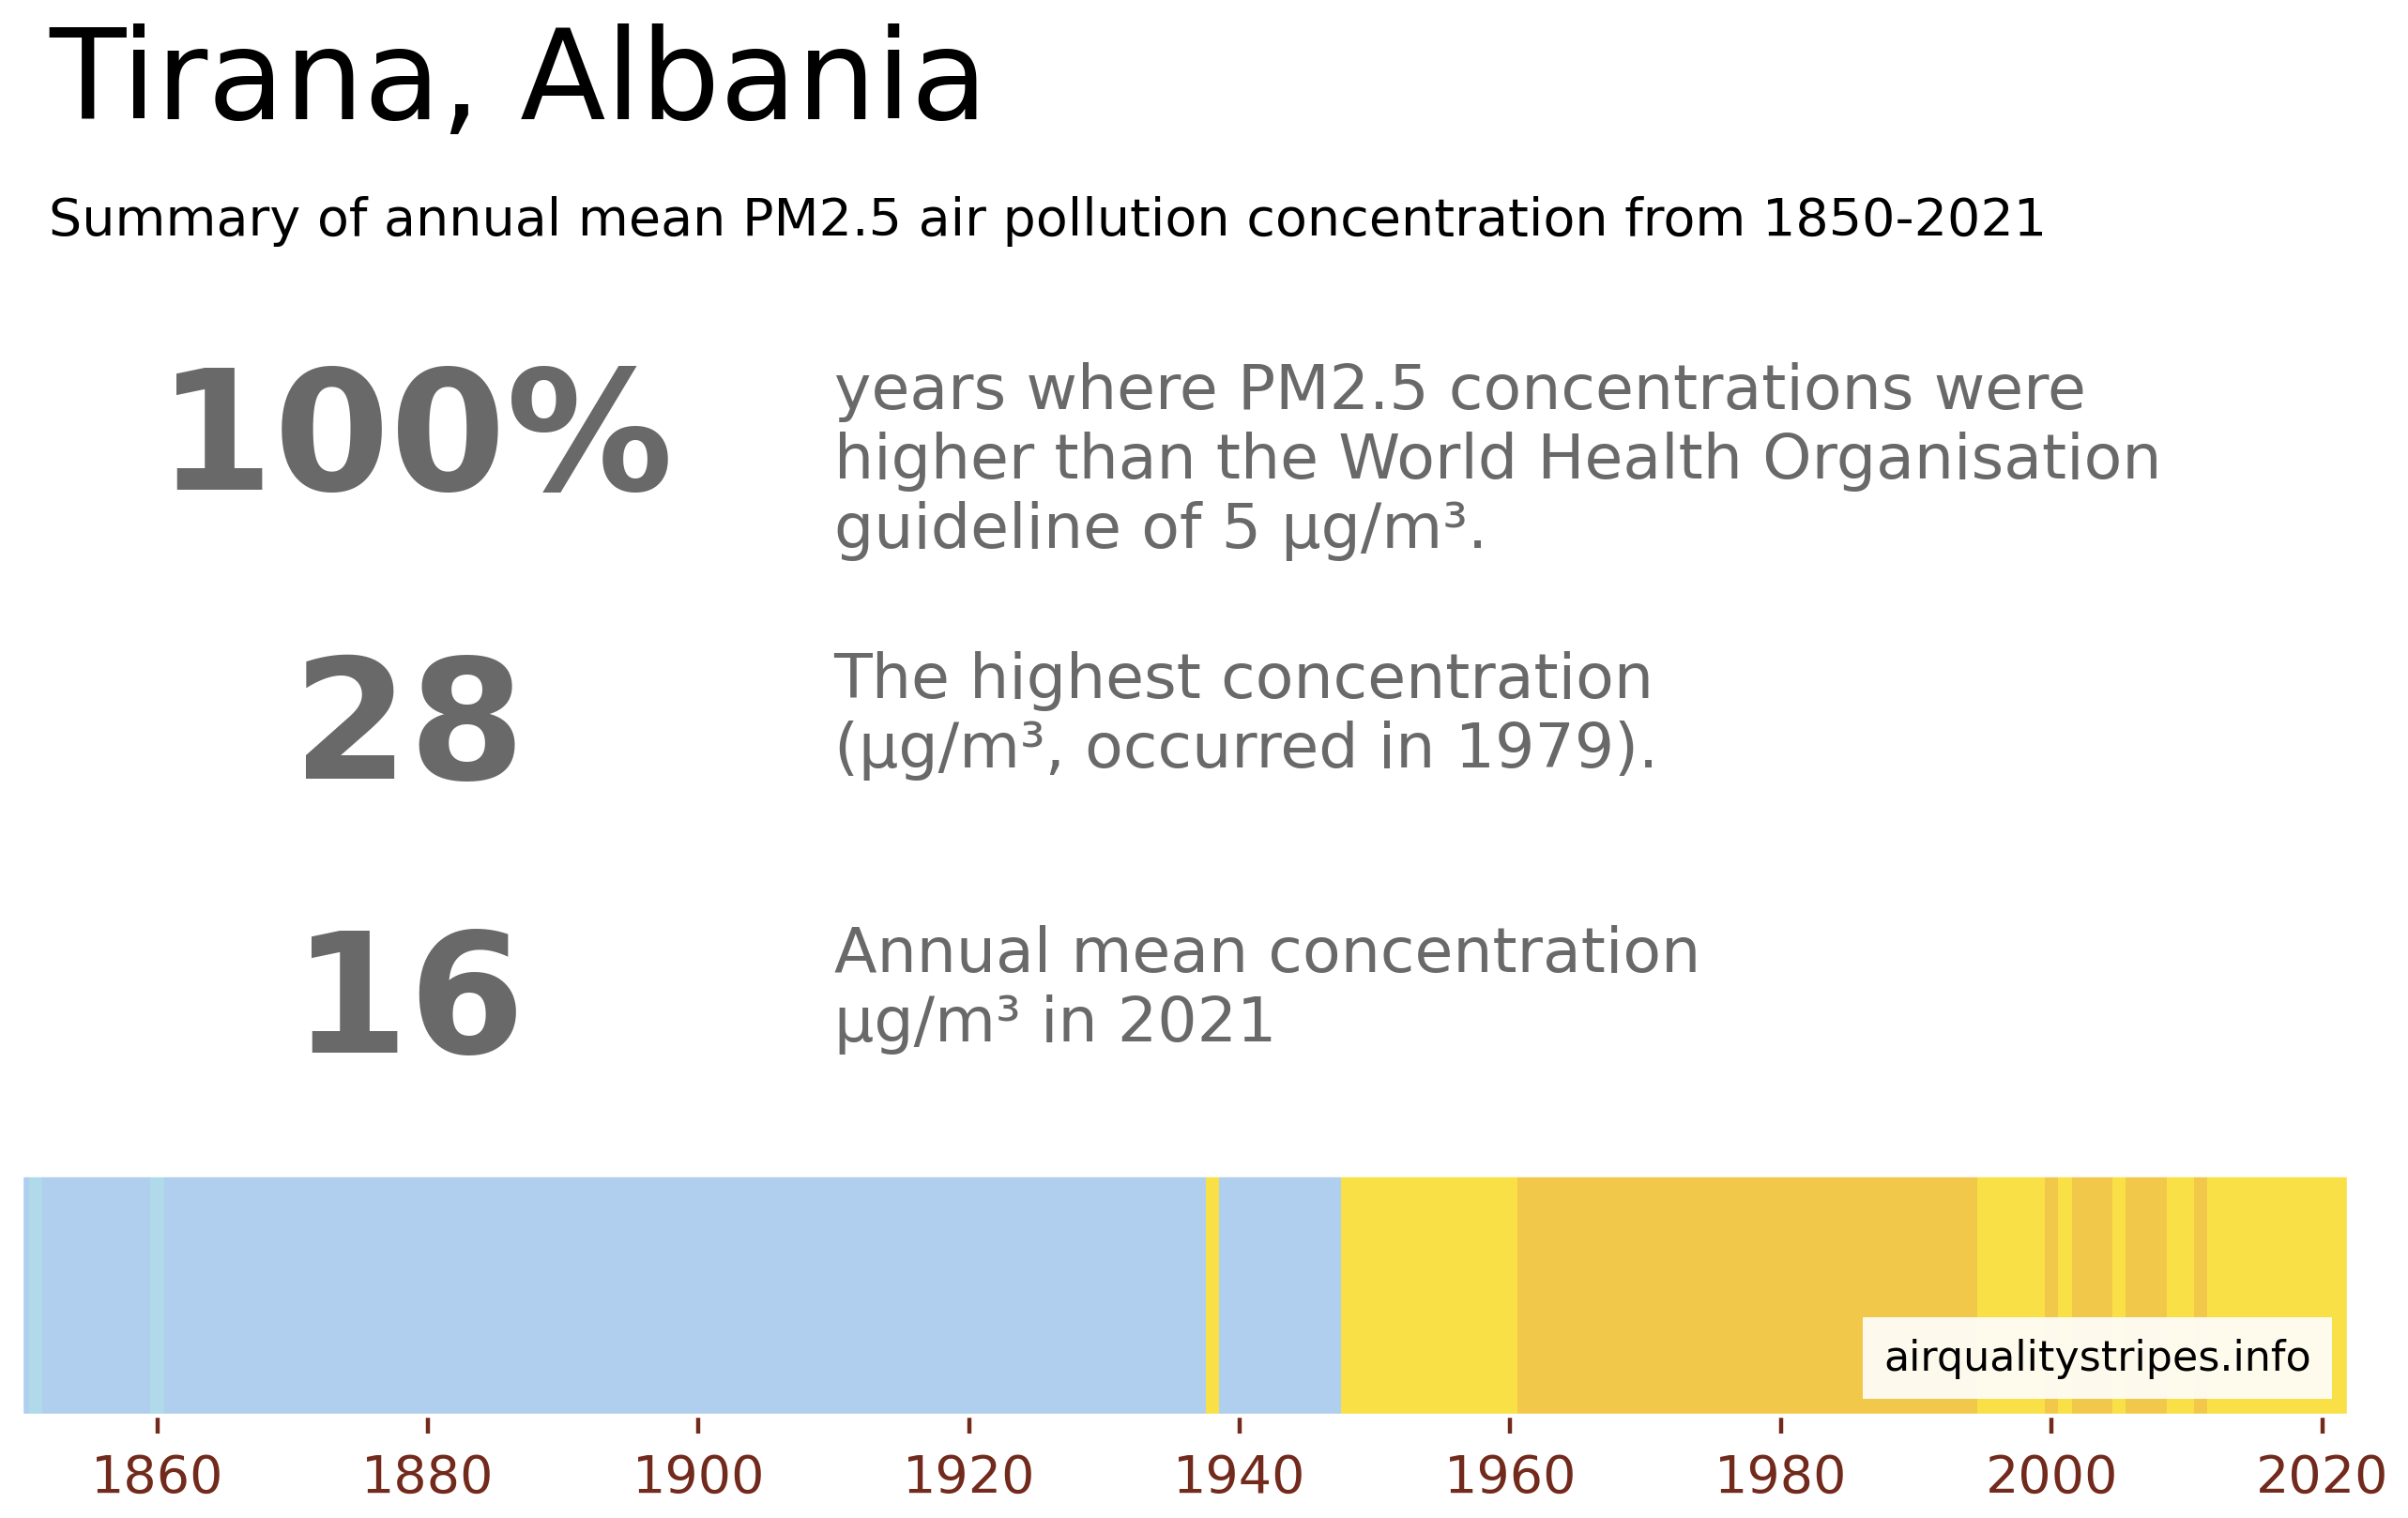 Tirana, Albania
Summary of annual mean PM2.5 air pollution concentration from 1850-2021
100%
years where PM2.5 concentrations were
higher than the World Health Organisation
guideline of 5 µg/m³.
28
The highest concentration
(µg/m³, occurred in 1979).
16
Annual mean concentration
µg/m³ in 2021
airqualitystripes.info
1860 1880 1900 1920 1940 1960 1980 2000 2020